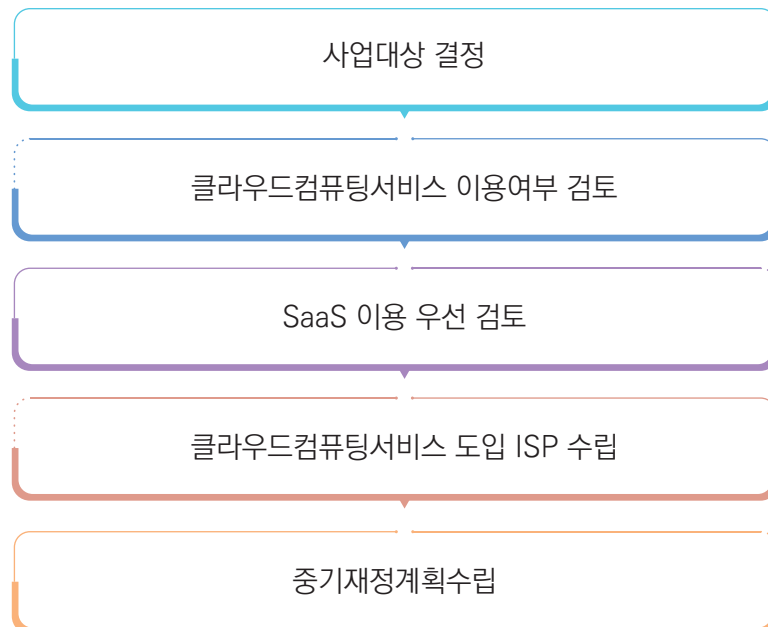 사업대상 결정
클라우드컴퓨팅서비스 이용여부 검토
SaaS 이용 우선 검토
클라우드컴퓨팅서비스 도입 ISP 수립
중기재정계획수립